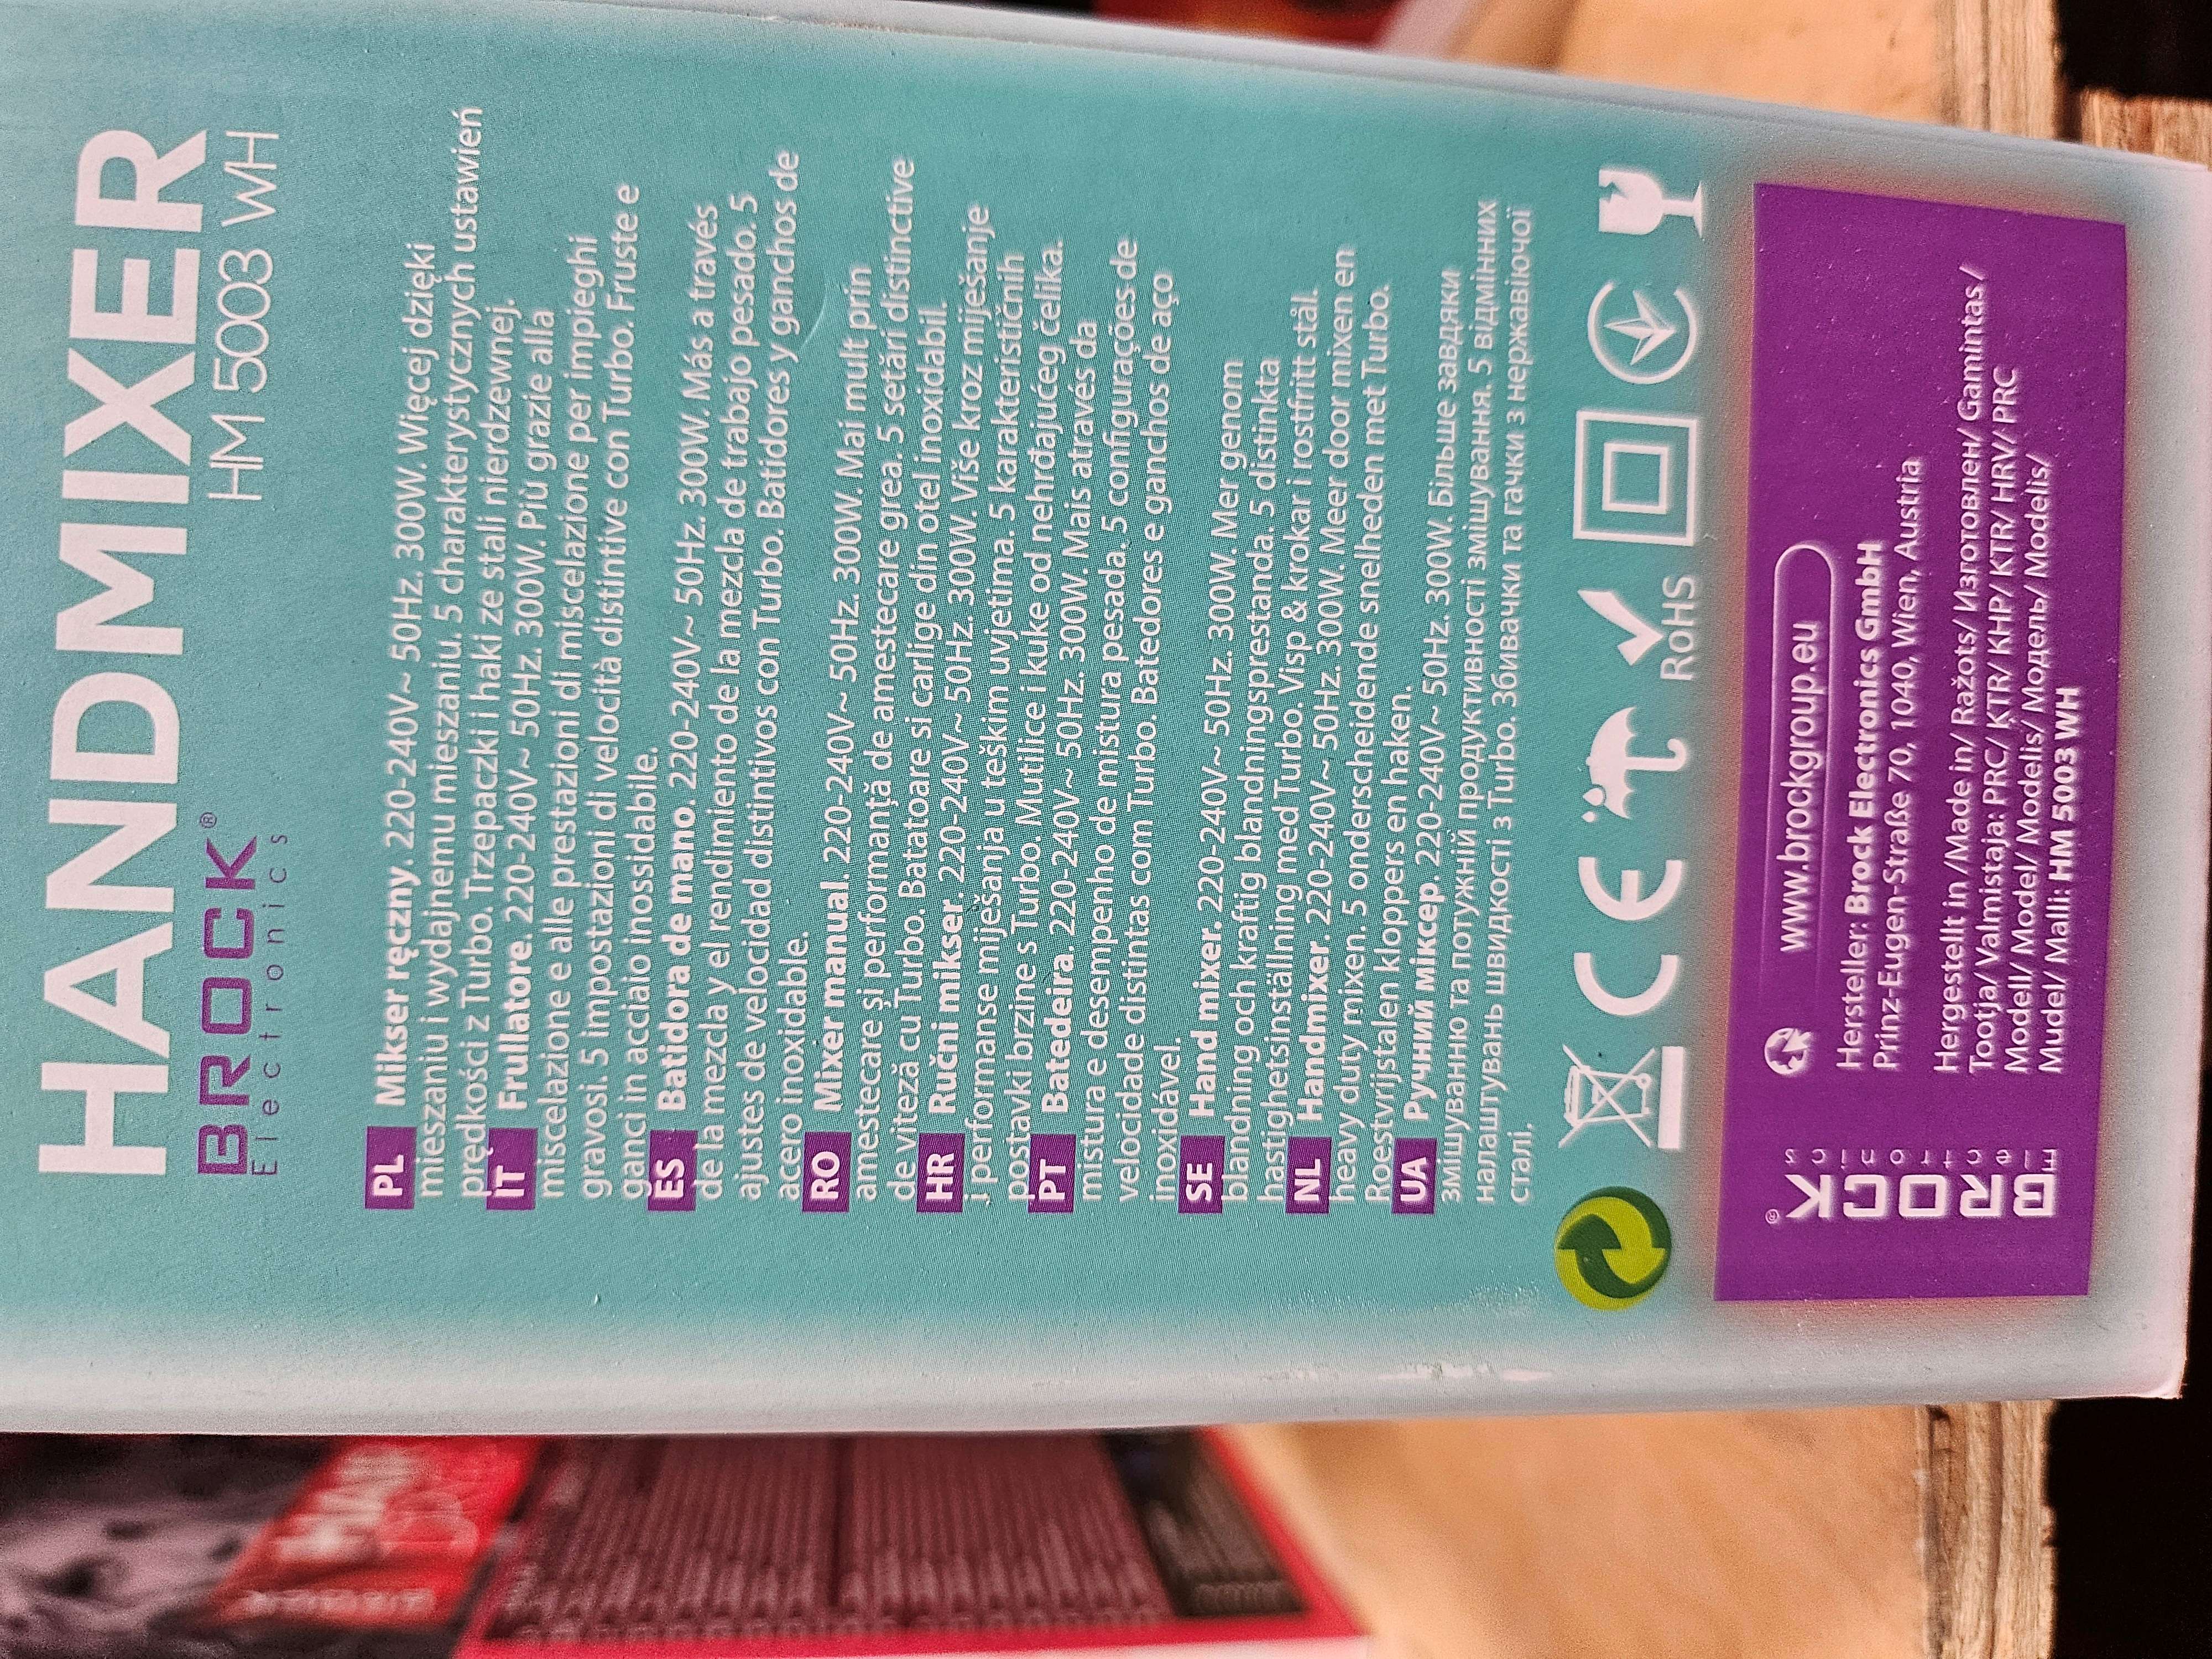 HANDMIXER
BROCK®
Electronics
HM 5003 WH
PL Mikser ręczny. 220-240V~ 50Hz. 300W. Więcej dzięki
mieszaniu i wydajnemu mieszaniu. 5 charakterystycznych ustawień
prędkości z Turbo. Trzepaczki i haki ze stali nierdzewnej.
IT Frullatore. 220-240V~ 50Hz. 300W. Più grazie alla
miscelazione e alle prestazioni di miscelazione per impieghi
gravosi. 5 impostazioni di velocità distintive con Turbo. Fruste e
ganci in acciaio inossidabile.
ES Batidora de mano. 220-240V~ 50Hz. 300W. Más a través
de la mezcla y el rendimiento de la mezcla de trabajo pesado. 5
ajustes de velocidad distintivos con Turbo. Batidores y ganchos de
acero inoxidable.
RO Mixer manual. 220-240V~ 50Hz. 300W. Mai mult prin
amestecare și performanță de amestecare grea. 5 setări distinctive
de viteză cu Turbo. Batatoare si carlige din otel inoxidabil.
HR Ručni mikser. 220-240V~ 50Hz. 300W. Više kroz miješanje
i performanse miješanja u teškim uvjetima. 5 karakterističnih
postavki brzine s Turbo. Mutilice i kuke od nehrđajućeg čelika.
PT Batedeira. 220-240V~ 50Hz. 300W. Mais através da
mistura e desempenho de mistura pesada. 5 configurações de
velocidade distintas com Turbo. Batedores e ganchos de aço
inoxidável.
SE Hand mixer. 220-240V~ 50Hz. 300W. Mer genom
blandning och kraftig blandningsprestanda. 5 distinkta
hastighetsinställning med Turbo. Visp & krokar i rostfritt stål.
NL Handmixer. 220-240V~ 50Hz. 300W. Meer door mixen en
heavy duty mixen. 5 onderscheidende snelheden met Turbo.
Roestvrijstalen kloppers en haken.
UA Ручний міксер. 220-240V~ 50Hz. 300W. Більше завдяки
змішуванню та потужній продуктивності змішування. 5 відмінних
налаштувань швидкості з Turbo. Збивачки та гачки з нержавіючої
сталі.
CE
RoHS
BROCK®
Electronics
www.brockgroup.eu
Hersteller: Brock Electronics GmbH
Prinz-Eugen-Straße 70, 1040, Wien, Austria
Hergestellt in /Made in/ Ražots/ Изготовлен/ Gamintas /
Tootja/ Valmistaja: PRC/ ĶTR/ KHP/ KTR/ HRV/ PRC
Modell/ Model/ Modelis/ Модель/ Modelis/
Mudel/ Malli: HM 5003 WH